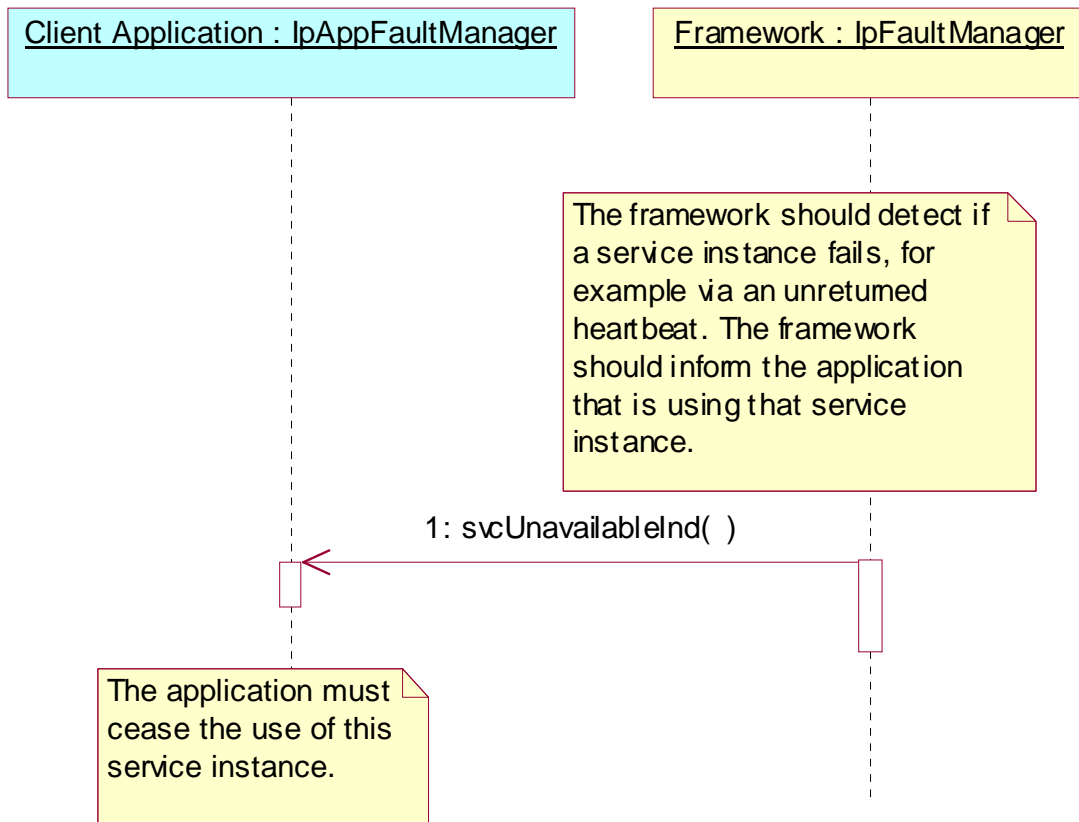 Client Application : IpAppFaultManager
Framework : IpFaultManager
The framework should detect if
a service instance fails, for
example via an unreturned
heartbeat. The framework
should inform the application
that is using that service
instance.
1: svcUnavailableInd( )
The application must
cease the use of this
service instance.